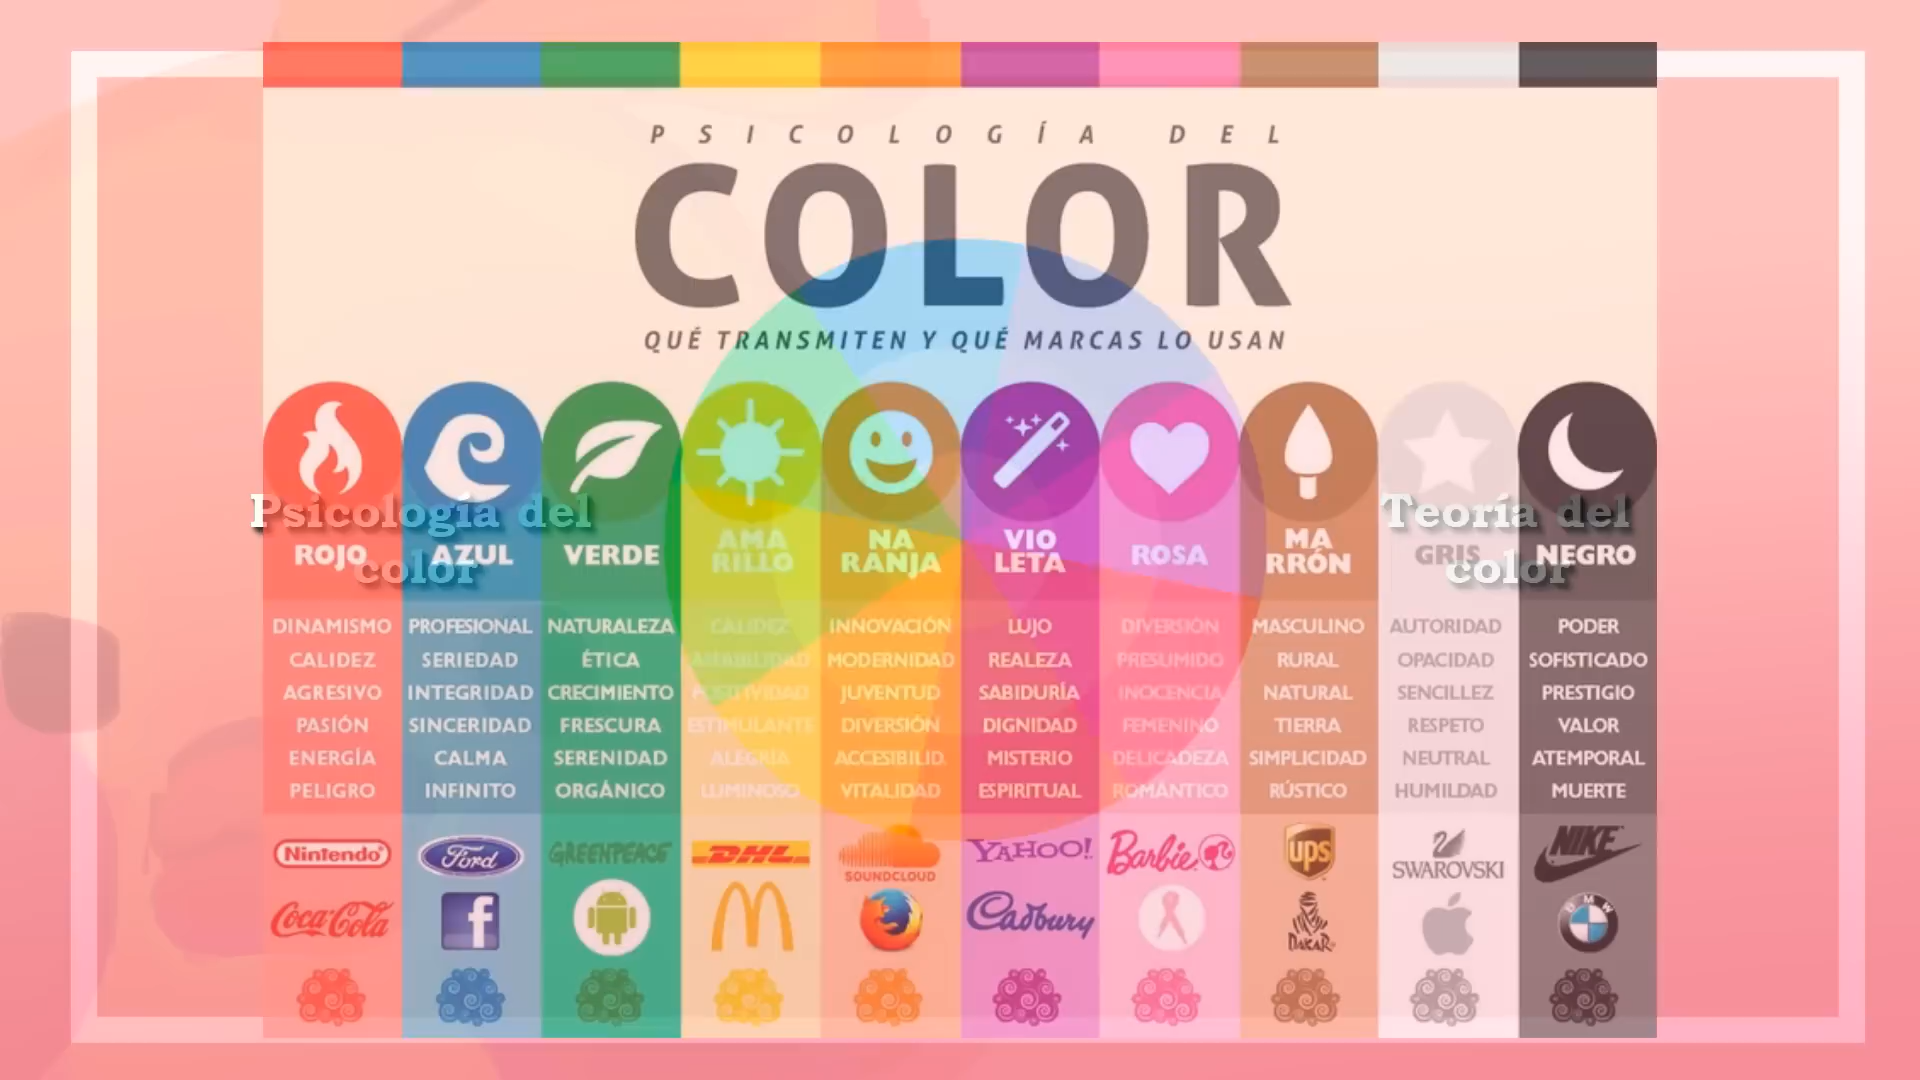 PSICOLOGÍA DEL
COLOR
QUÉ TRANSMITEN Y QUÉ MARCAS LO USAN
Psicología del
color
Teoría del
color
ROJO
DINAMISMO
CALIDEZ
AGRESIVO
PASIÓN
ENERGÍA
PELIGRO
Nintendo
Coca-Cola
AZUL
PROFESIONAL
SERIEDAD
INTEGRIDAD
SINCERIDAD
CALMA
INFINITO
Ford
f
VERDE
NATURALEZA
ÉTICA
CRECIMIENTO
FRESCURA
SERENIDAD
ORGÁNICO
GREENPEACE
AMA
RILLO
CALIDEZ
AMABILIDAD
POSITIVIDAD
ESTIMULANTE
ALEGRÍA
LUMINOSO
DHL
NA
RANJA
INNOVACIÓN
MODERNIDAD
JUVENTUD
DIVERSIÓN
ACCESIBILID.
VITALIDAD
SOUNDCLOUD
VIO
LETA
LUJO
REALEZA
SABIDURÍA
DIGNIDAD
MISTERIO
ESPIRITUAL
YAHOO!
Cadbury
ROSA
DIVERSIÓN
PRESUMIDO
INOCENCIA
FEMENINO
DELICADEZA
ROMÁNTICO
Barbie
MA
RRÓN
MASCULINO
RURAL
NATURAL
TIERRA
SIMPLICIDAD
RÚSTICO
ups
DAKAR
GRIS
AUTORIDAD
OPACIDAD
SENCILLEZ
RESPETO
NEUTRAL
HUMILDAD
SWAROVSKI
NEGRO
PODER
SOFISTICADO
PRESTIGIO
VALOR
ATEMPORAL
MUERTE
NIKE
BMW